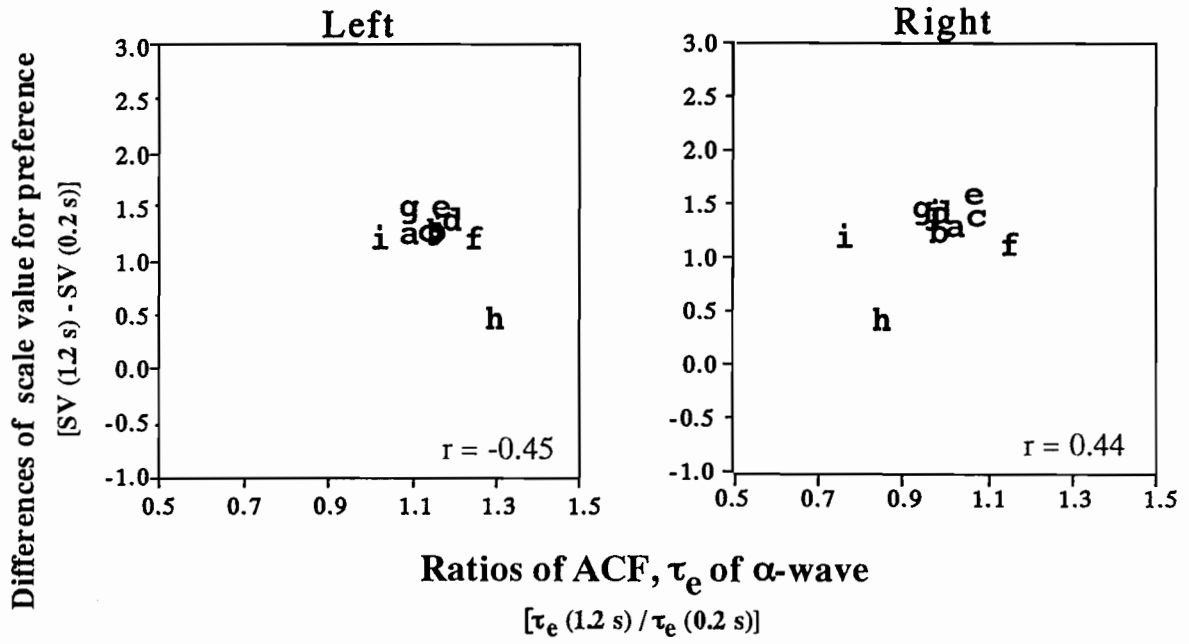 Differences of scale value for preference
[SV (1.2 s) - SV (0.2 s)]
Left
3.0
2.5
2.0
1.5
1.0
0.5
0.0
-0.5
-1.0
0.5 0.7 0.9 1.1 1.3 1.5
g e
d
i a c b f
h
r = -0.45
Right
3.0
2.5
2.0
1.5
1.0
0.5
0.0
-0.5
-1.0
0.5 0.7 0.9 1.1 1.3 1.5
e
g d c
i b a f
h
r = 0.44
Ratios of ACF, τe of α-wave
[τe (1.2 s) / τe (0.2 s)]